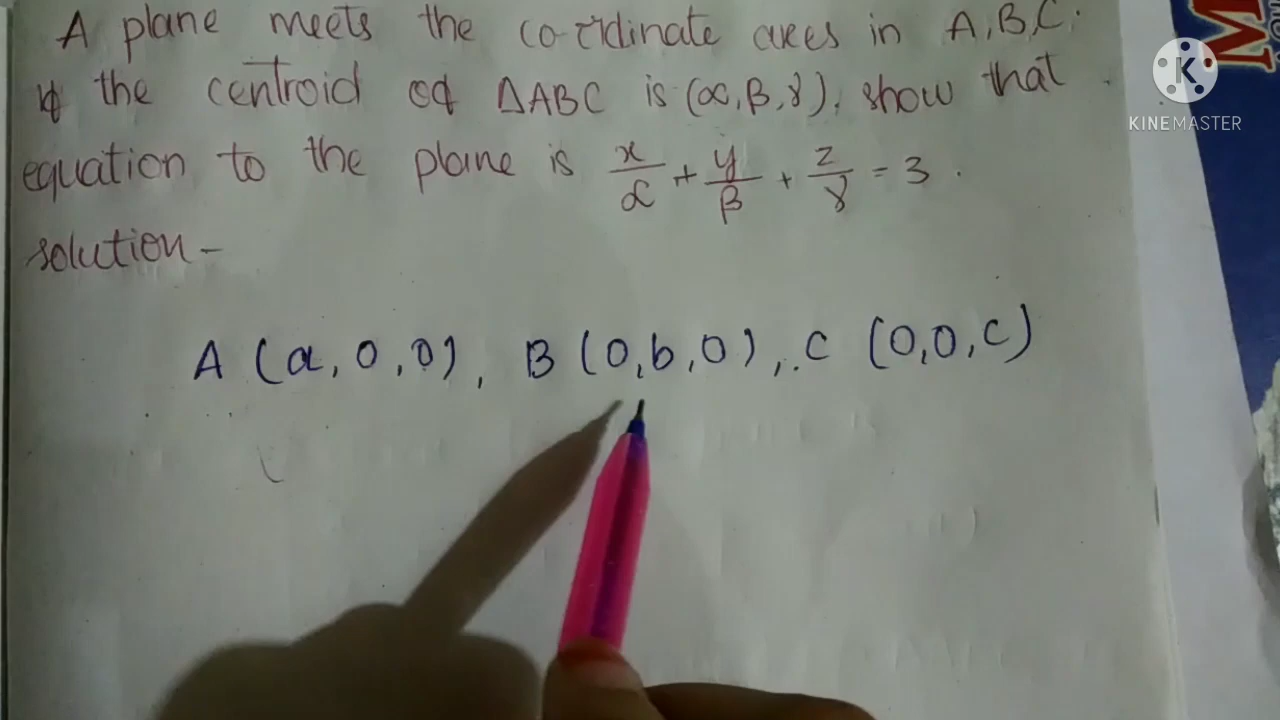 A plane meets the co-ordinate axes in A, B, C.
If the centroid of ΔABC is (α, β, γ), show that
equation to the plane is x/α + y/β + z/γ = 3.
solution -
A (a, 0, 0), B (0, b, 0), C (0, 0, c)
K
KINEMASTER